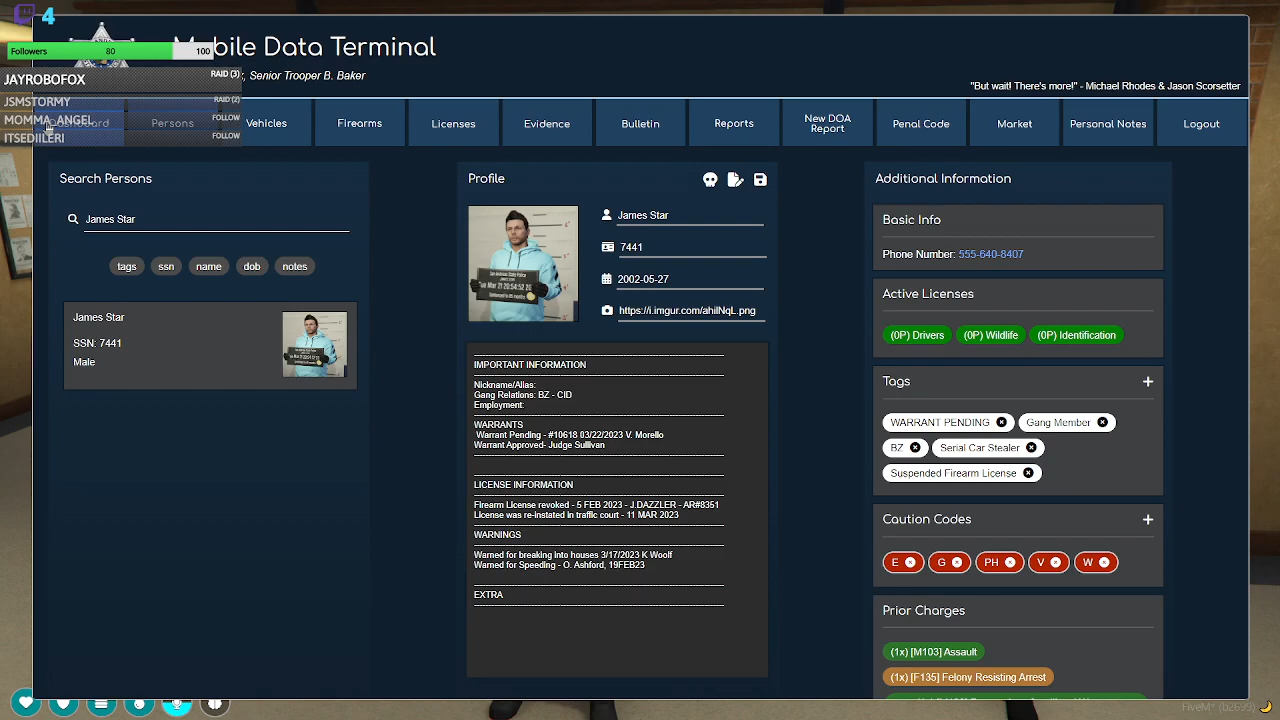 4
Mobile Data Terminal
Followers 80 100
, Senior Trooper B. Baker
JAYROBOFOX RAID (3)
"But wait! There's more!" - Michael Rhodes & Jason Scorsetter
JSMSTORMY RAID (2)
MOMMA_ANGEL FOLLOW
ITSEDIILERI FOLLOW
Dashboard Persons Vehicles Firearms Licenses Evidence Bulletin Reports New DOA Report Penal Code Market Personal Notes Logout
Search Persons
James Star
tags ssn name dob notes
James Star
SSN: 7441
Male
Profile
James Star
7441
2002-05-27
https://i.imgur.com/ahilNqL.png
IMPORTANT INFORMATION
Nickname/Alias:
Gang Relations: BZ - CID
Employment:
WARRANTS
Warrant Pending - #10618 03/22/2023 V. Morello
Warrant Approved- Judge Sullivan
LICENSE INFORMATION
Firearm License revoked - 5 FEB 2023 - J.DAZZLER - AR#8351
License was re-instated in traffic court - 11 MAR 2023
WARNINGS
Warned for breaking into houses 3/17/2023 K Woolf
Warned for Speeding - O. Ashford, 19FEB23
EXTRA
Additional Information
Basic Info
Phone Number: 555-640-8407
Active Licenses
(0P) Drivers (0P) Wildlife (0P) Identification
Tags +
WARRANT PENDING Gang Member
BZ Serial Car Stealer
Suspended Firearm License
Caution Codes +
E G PH V W
Prior Charges
(1x) [M103] Assault
(1x) [F135] Felony Resisting Arrest
FiveM* (b2699)